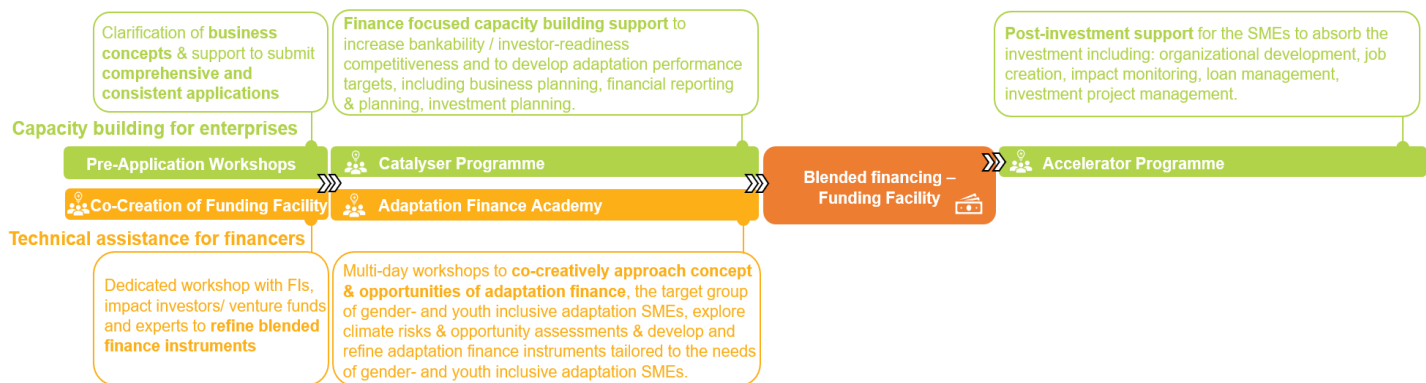 Clarification of business
concepts & support to submit
comprehensive and
consistent applications
Finance focused capacity building support to
increase bankability / investor-readiness
competitiveness and to develop adaptation performance
targets, including business planning, financial reporting
& planning, investment planning.
Post-investment support for the SMEs to absorb the
investment including: organizational development, job
creation, impact monitoring, loan management,
investment project management.
Capacity building for enterprises
Pre-Application Workshops
Catalyser Programme
Blended financing –
Funding Facility
Accelerator Programme
Co-Creation of Funding Facility
Adaptation Finance Academy
Technical assistance for financers
Dedicated workshop with FIs,
impact investors/ venture funds
and experts to refine blended
finance instruments
Multi-day workshops to co-creatively approach concept
& opportunities of adaptation finance, the target group
of gender- and youth inclusive adaptation SMEs, explore
climate risks & opportunity assessments & develop and
refine adaptation finance instruments tailored to the needs
of gender- and youth inclusive adaptation SMEs.